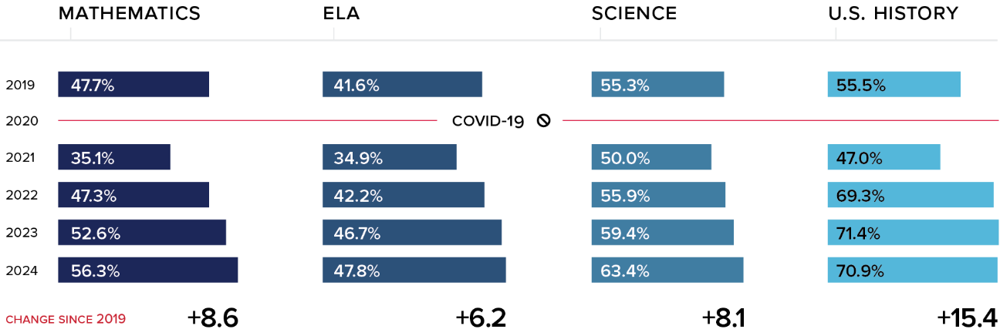 MATHEMATICS ELA SCIENCE U.S. HISTORY
2019 47.7% 41.6% 55.3% 55.5%
2020 COVID-19
2021 35.1% 34.9% 50.0% 47.0%
2022 47.3% 42.2% 55.9% 69.3%
2023 52.6% 46.7% 59.4% 71.4%
2024 56.3% 47.8% 63.4% 70.9%
CHANGE SINCE 2019 +8.6 +6.2 +8.1 +15.4